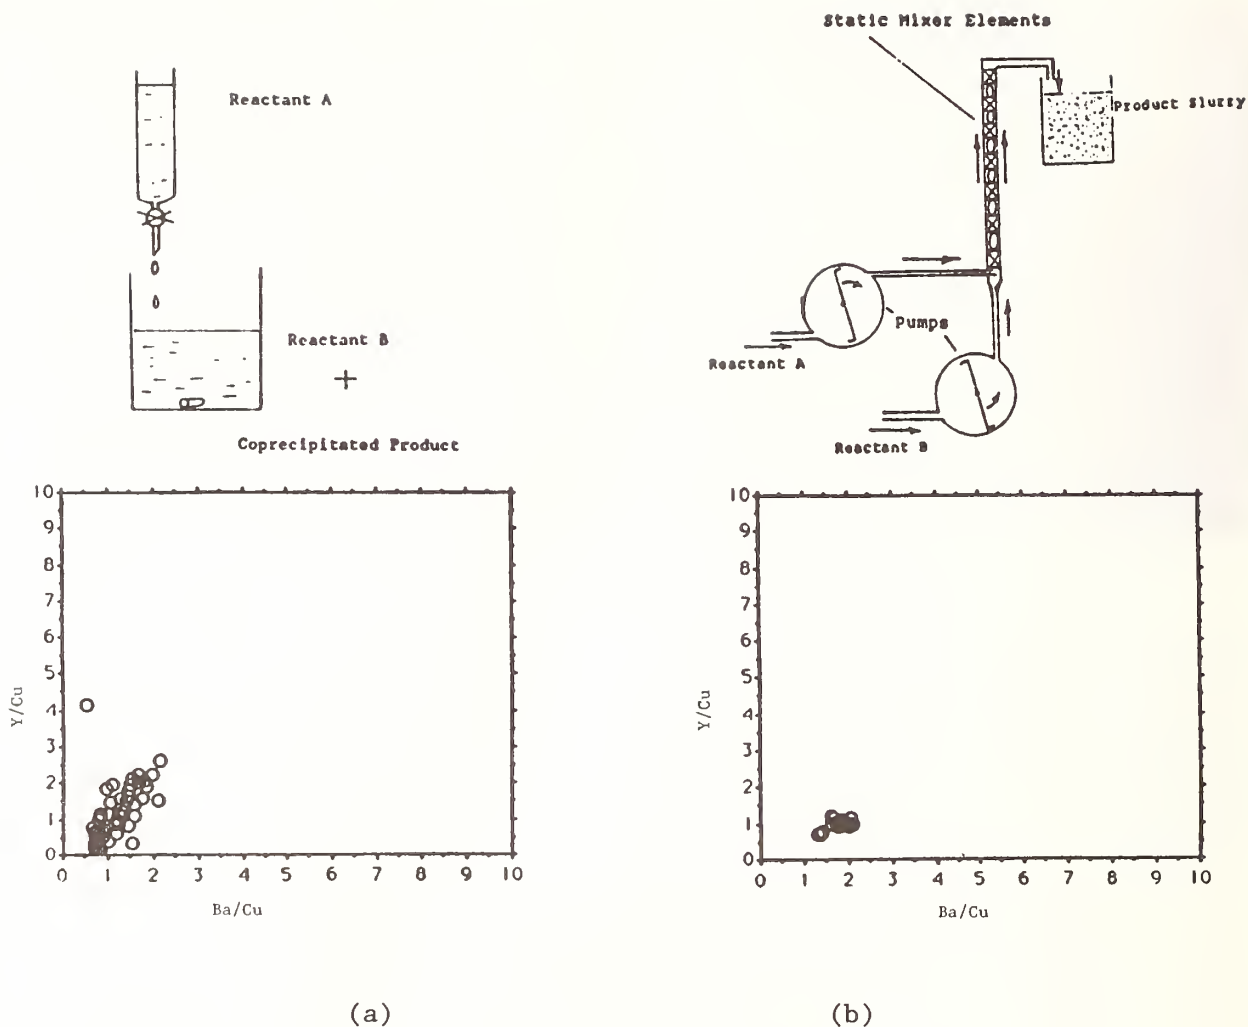 Static Mixer Elements
Reactant A
Reactant B
+
Coprecipitated Product
Product Slurry
Pumps
Reactant A
Reactant B
10
9
8
7
6
5
4
3
2
1
0
Y/Cu
0 1 2 3 4 5 6 7 8 9 10
Ba/Cu
10
9
8
7
6
5
4
3
2
1
0
Y/Cu
0 1 2 3 4 5 6 7 8 9 10
Ba/Cu
(a)
(b)